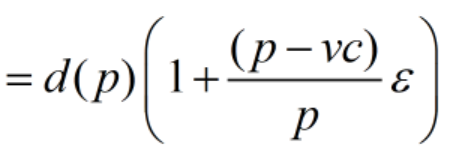 = d(p) ( 1 + (p − vc) / p ε )